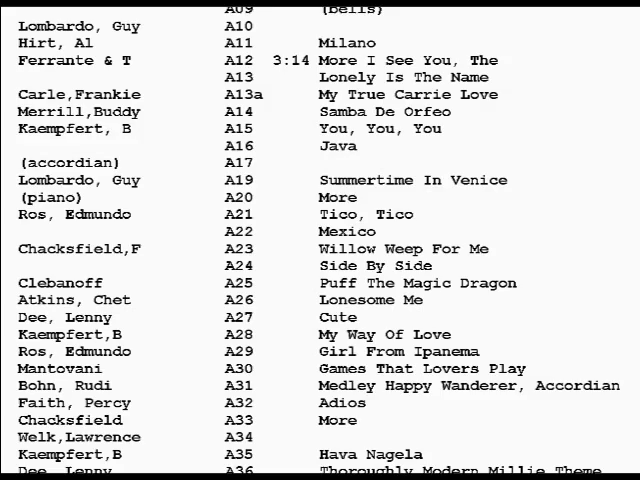 A09 (bells)
Lombardo, Guy A10
Hirt, Al A11 Milano
Ferrante & T A12 3:14 More I See You, The
A13 Lonely Is The Name
Carle,Frankie A13a My True Carrie Love
Merrill,Buddy A14 Samba De Orfeo
Kaempfert, B A15 You, You, You
A16 Java
(accordian) A17
Lombardo, Guy A19 Summertime In Venice
(piano) A20 More
Ros, Edmundo A21 Tico, Tico
A22 Mexico
Chacksfield,F A23 Willow Weep For Me
A24 Side By Side
Clebanoff A25 Puff The Magic Dragon
Atkins, Chet A26 Lonesome Me
Dee, Lenny A27 Cute
Kaempfert,B A28 My Way Of Love
Ros, Edmundo A29 Girl From Ipanema
Mantovani A30 Games That Lovers Play
Bohn, Rudi A31 Medley Happy Wanderer, Accordian
Faith, Percy A32 Adios
Chacksfield A33 More
Welk,Lawrence A34
Kaempfert,B A35 Hava Nagela
Dee, Lenny A36 Thoroughly Modern Millie Theme